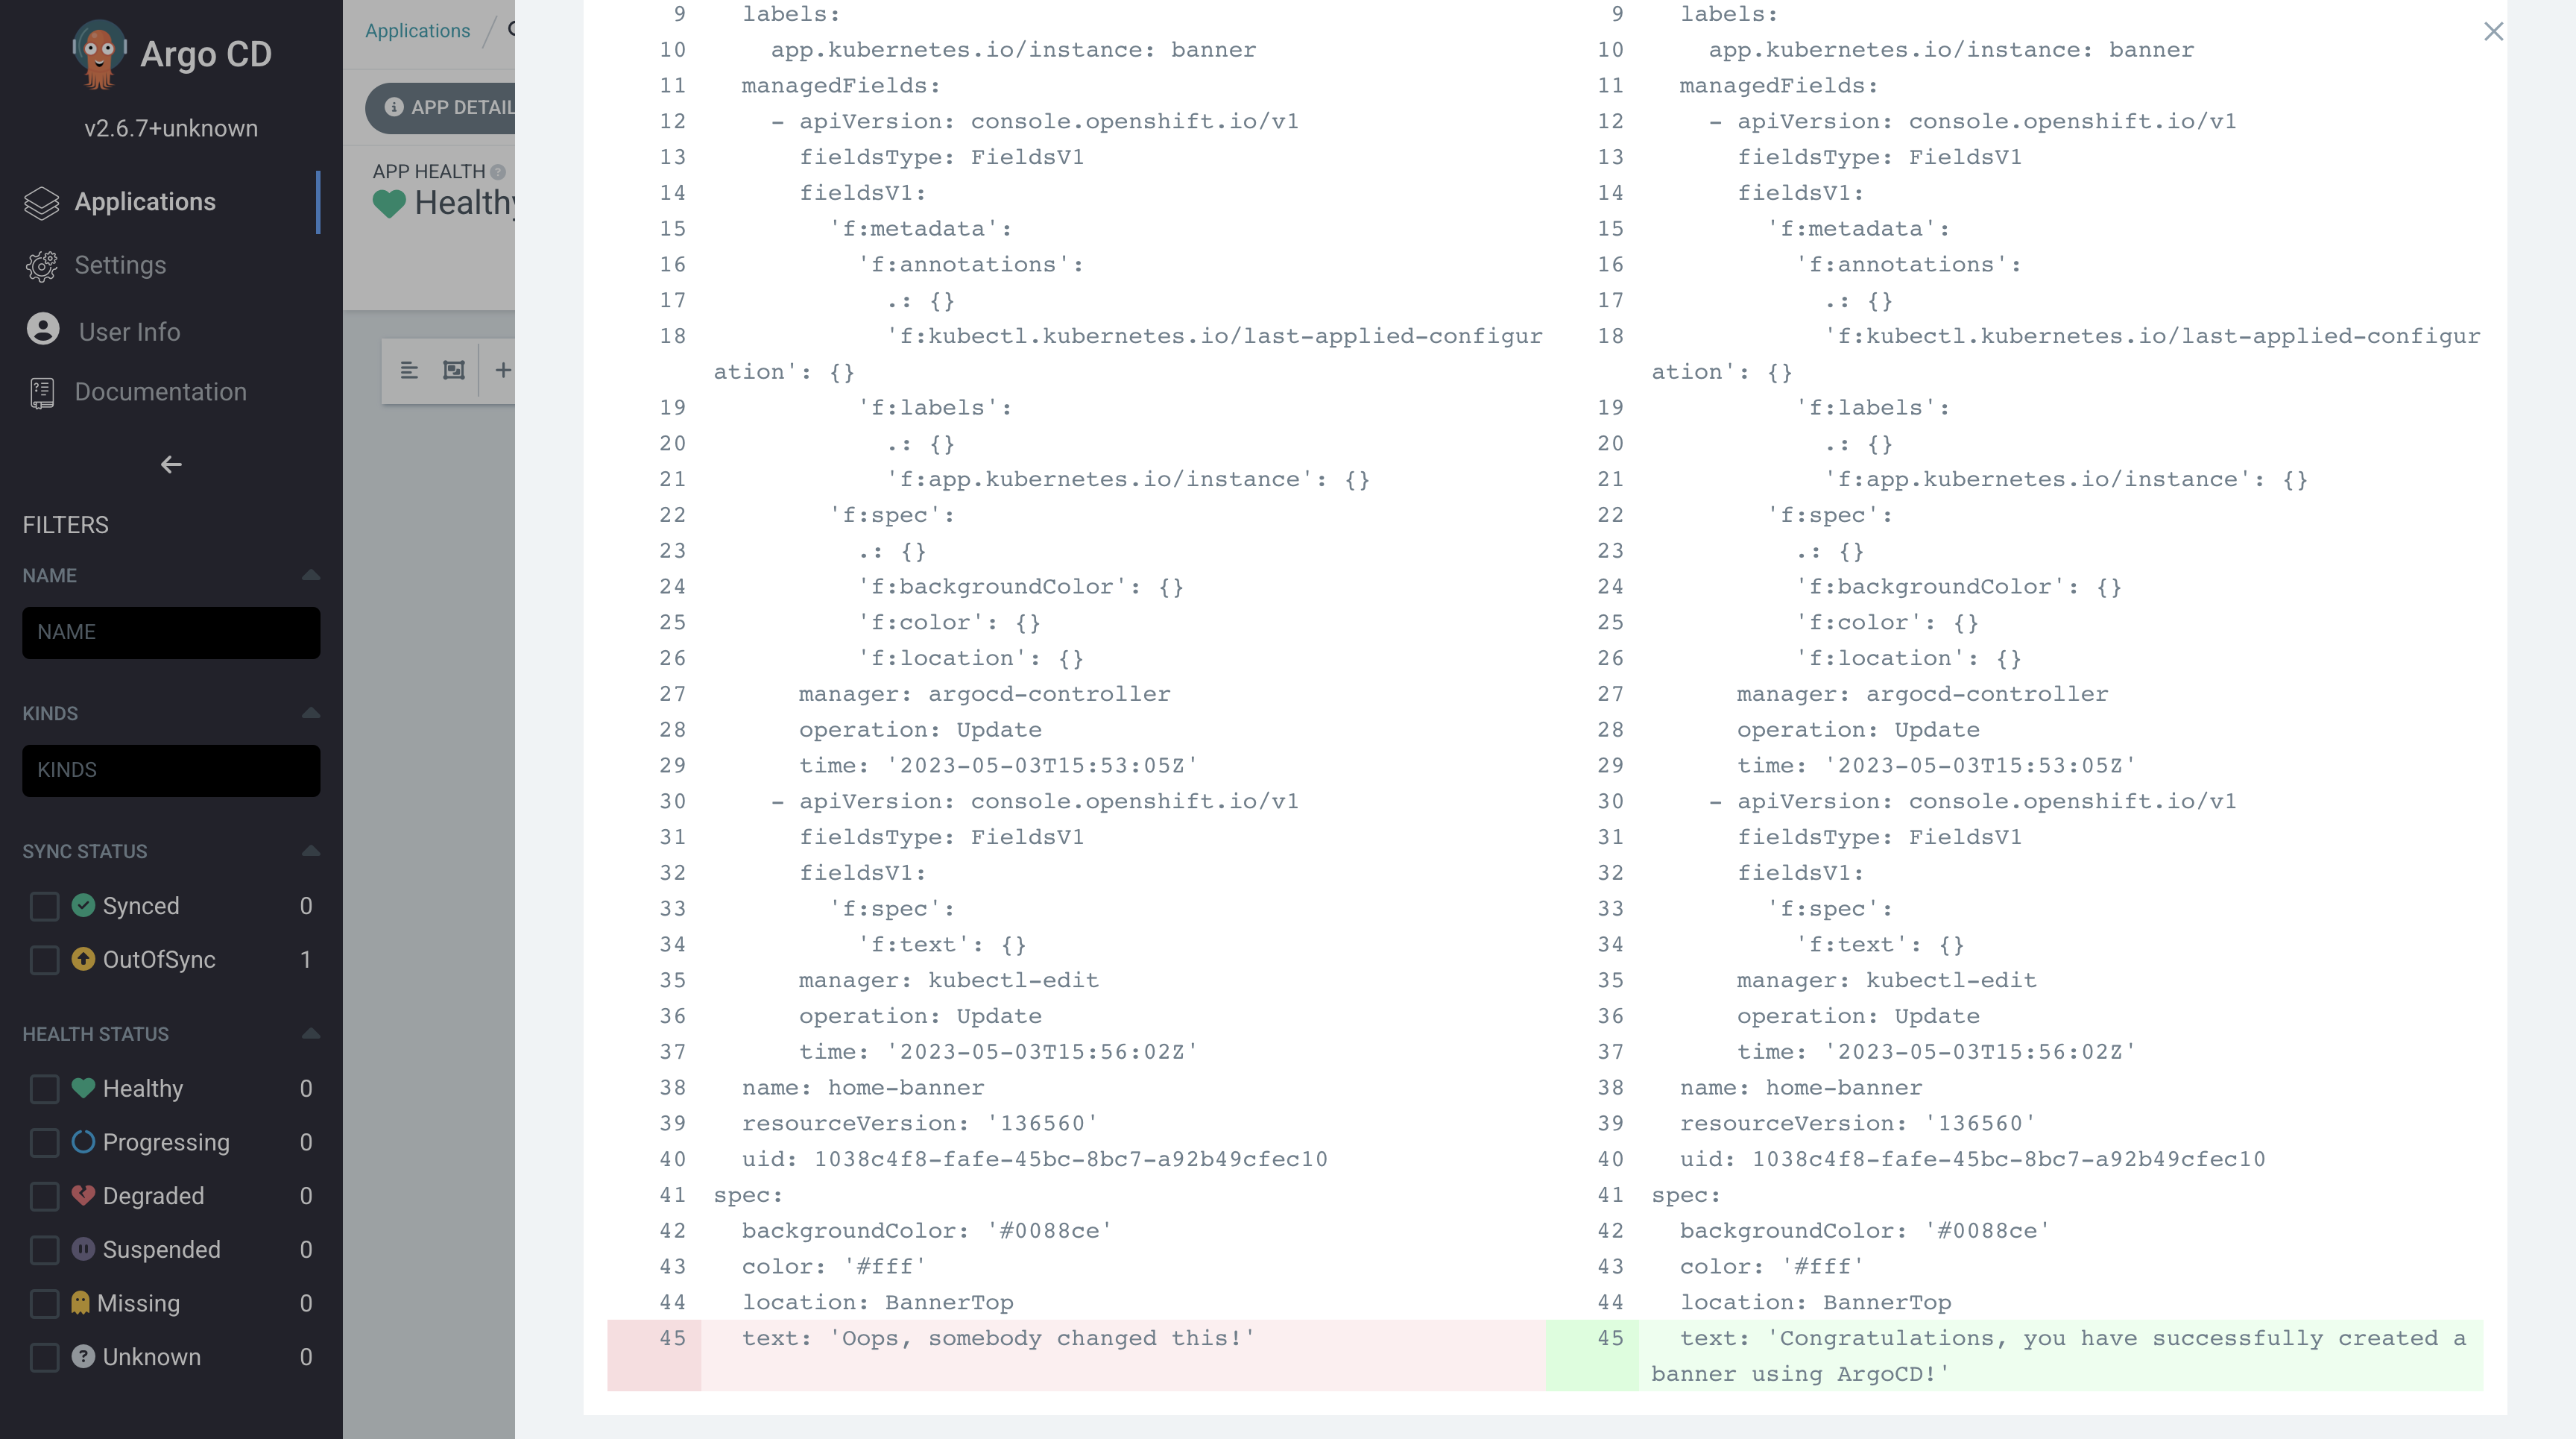 Argo CD
v2.6.7+unknown
Applications
Settings
User Info
Documentation
FILTERS
NAME
NAME
KINDS
KINDS
SYNC STATUS
Synced 0
OutOfSync 1
HEALTH STATUS
Healthy 0
Progressing 0
Degraded 0
Suspended 0
Missing 0
Unknown 0
Applications /
APP DETAIL
APP HEALTH
Healthy
9 labels:
10 app.kubernetes.io/instance: banner
11 managedFields:
12 - apiVersion: console.openshift.io/v1
13 fieldsType: FieldsV1
14 fieldsV1:
15 'f:metadata':
16 'f:annotations':
17 .: {}
18 'f:kubectl.kubernetes.io/last-applied-configur
ation': {}
19 'f:labels':
20 .: {}
21 'f:app.kubernetes.io/instance': {}
22 'f:spec':
23 .: {}
24 'f:backgroundColor': {}
25 'f:color': {}
26 'f:location': {}
27 manager: argocd-controller
28 operation: Update
29 time: '2023-05-03T15:53:05Z'
30 - apiVersion: console.openshift.io/v1
31 fieldsType: FieldsV1
32 fieldsV1:
33 'f:spec':
34 'f:text': {}
35 manager: kubectl-edit
36 operation: Update
37 time: '2023-05-03T15:56:02Z'
38 name: home-banner
39 resourceVersion: '136560'
40 uid: 1038c4f8-fafe-45bc-8bc7-a92b49cfec10
41 spec:
42 backgroundColor: '#0088ce'
43 color: '#fff'
44 location: BannerTop
45 text: 'Oops, somebody changed this!'
9 labels:
10 app.kubernetes.io/instance: banner
11 managedFields:
12 - apiVersion: console.openshift.io/v1
13 fieldsType: FieldsV1
14 fieldsV1:
15 'f:metadata':
16 'f:annotations':
17 .: {}
18 'f:kubectl.kubernetes.io/last-applied-configur
ation': {}
19 'f:labels':
20 .: {}
21 'f:app.kubernetes.io/instance': {}
22 'f:spec':
23 .: {}
24 'f:backgroundColor': {}
25 'f:color': {}
26 'f:location': {}
27 manager: argocd-controller
28 operation: Update
29 time: '2023-05-03T15:53:05Z'
30 - apiVersion: console.openshift.io/v1
31 fieldsType: FieldsV1
32 fieldsV1:
33 'f:spec':
34 'f:text': {}
35 manager: kubectl-edit
36 operation: Update
37 time: '2023-05-03T15:56:02Z'
38 name: home-banner
39 resourceVersion: '136560'
40 uid: 1038c4f8-fafe-45bc-8bc7-a92b49cfec10
41 spec:
42 backgroundColor: '#0088ce'
43 color: '#fff'
44 location: BannerTop
45 text: 'Congratulations, you have successfully created a
banner using ArgoCD!'